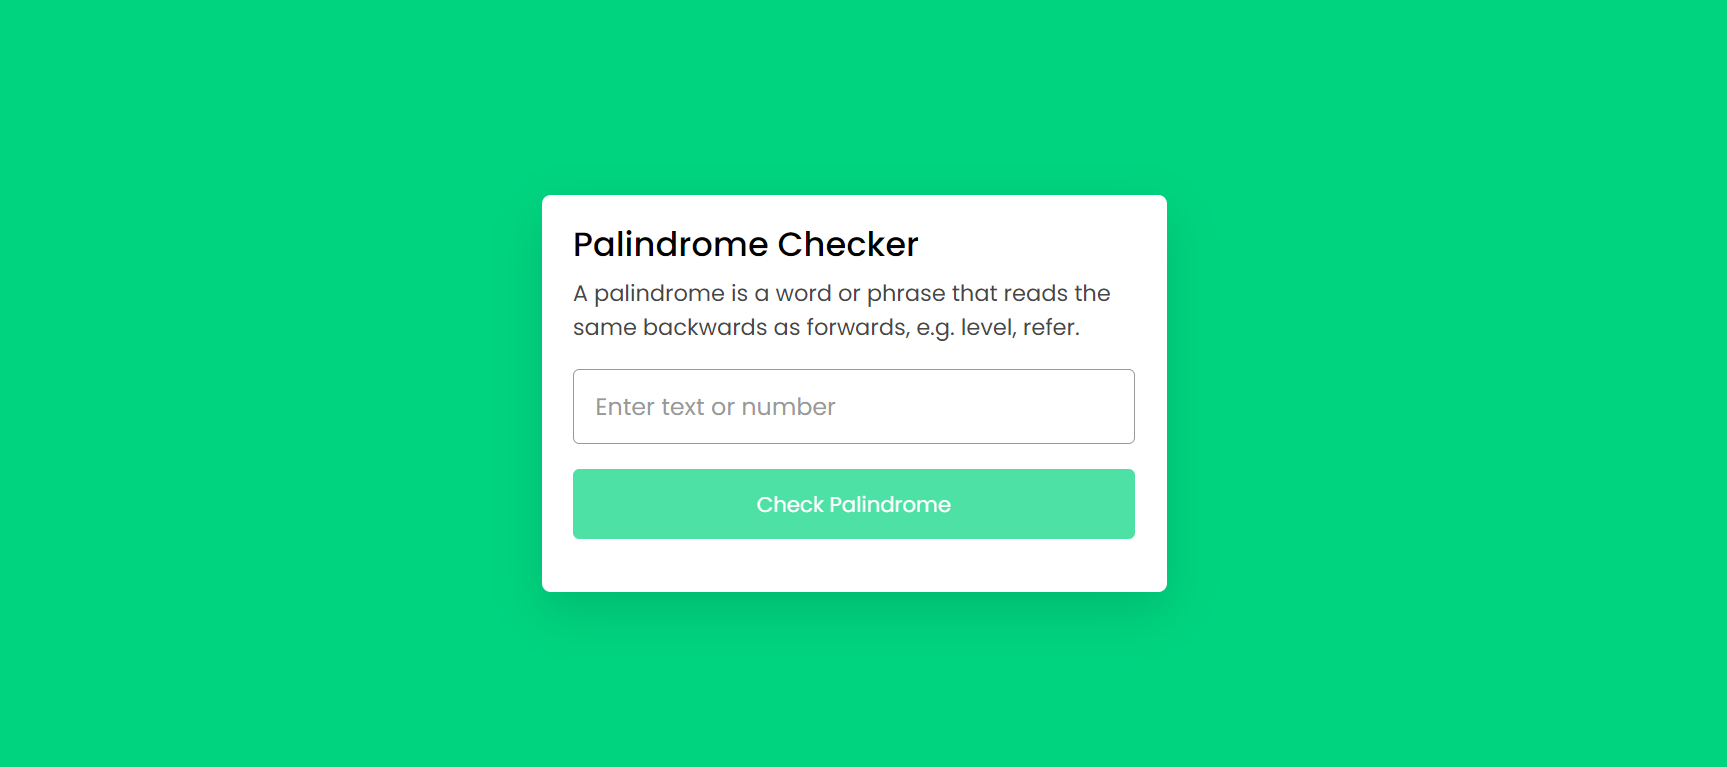 Palindrome Checker
A palindrome is a word or phrase that reads the
same backwards as forwards, e.g. level, refer.
Enter text or number
Check Palindrome